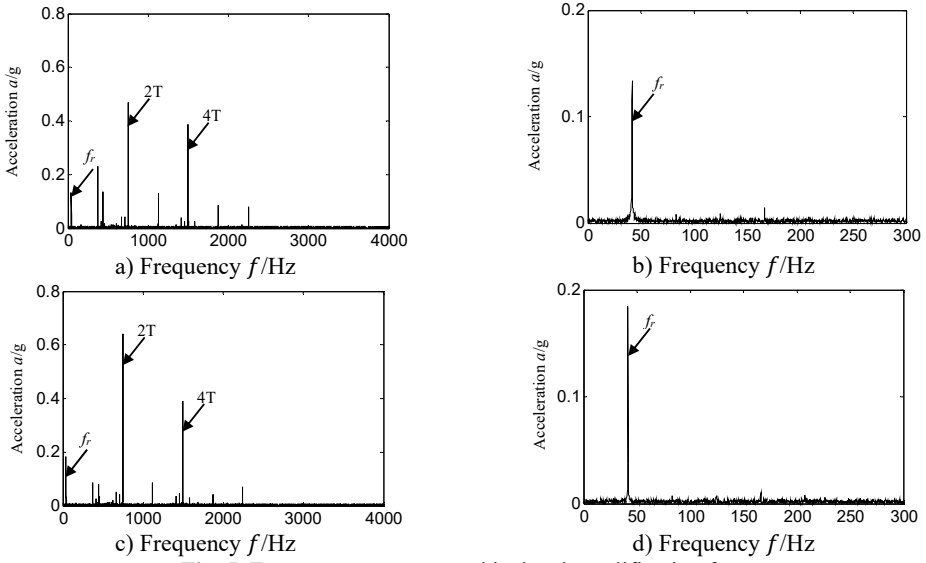 0.8
0.6
0.4
0.2
0
Acceleration a/g
fr
2T
4T
0 1000 2000 3000 4000
a) Frequency f/Hz
0.2
0.1
0
Acceleration a/g
fr
0 50 100 150 200 250 300
b) Frequency f/Hz
0.8
0.6
0.4
0.2
0
Acceleration a/g
fr
2T
4T
0 1000 2000 3000 4000
c) Frequency f/Hz
0.2
0.1
0
Acceleration a/g
fr
0 50 100 150 200 250 300
d) Frequency f/Hz